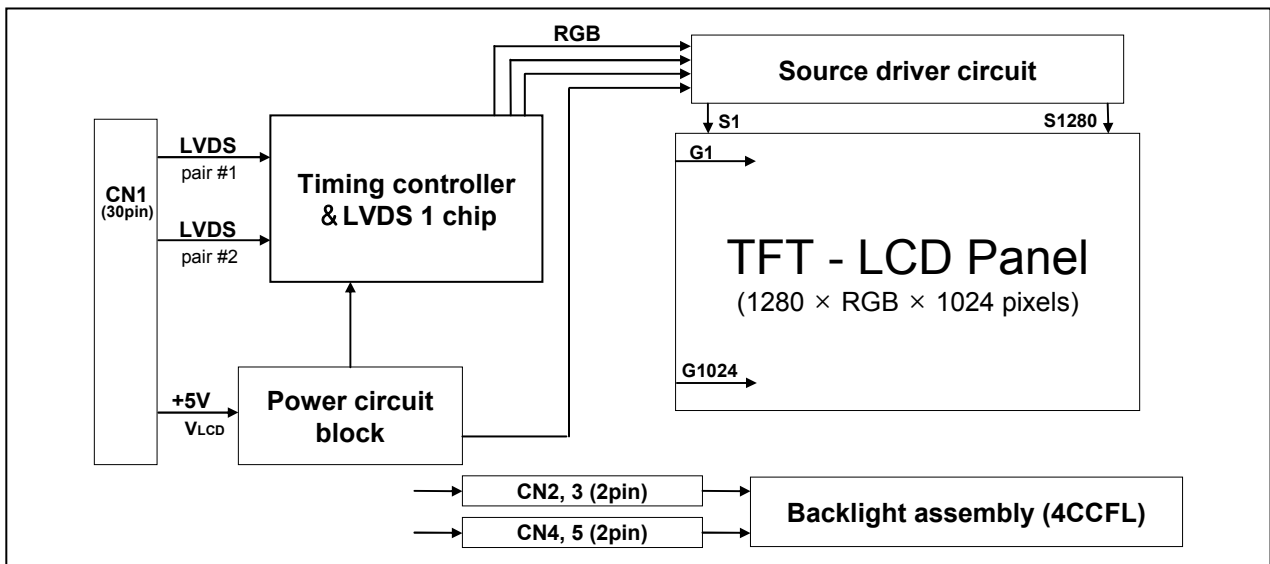 RGB
Source driver circuit
S1
S1280
CN1
(30pin)
LVDS
pair #1
LVDS
pair #2
Timing controller
＆LVDS 1 chip
G1
TFT - LCD Panel
(1280 × RGB × 1024 pixels)
G1024
+5V
VLCD
Power circuit
block
CN2, 3 (2pin)
CN4, 5 (2pin)
Backlight assembly (4CCFL)